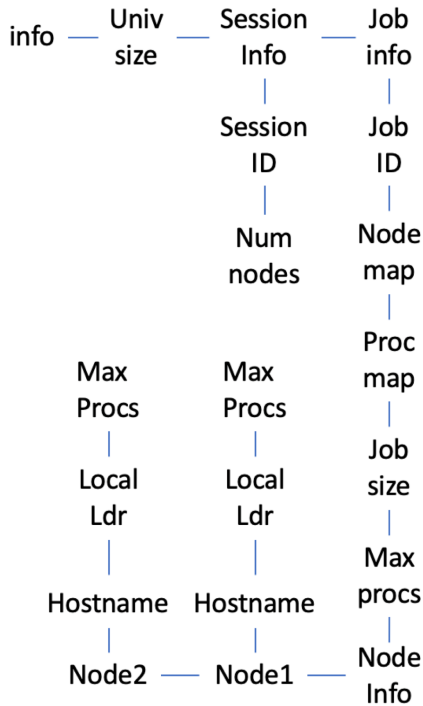 info
Univ
size
Session
Info
Job
info
Session
ID
Job
ID
Num
nodes
Node
map
Proc
map
Max
Procs
Max
Procs
Job
size
Local
Ldr
Local
Ldr
Max
procs
Hostname
Hostname
Node2
Node1
Node
Info